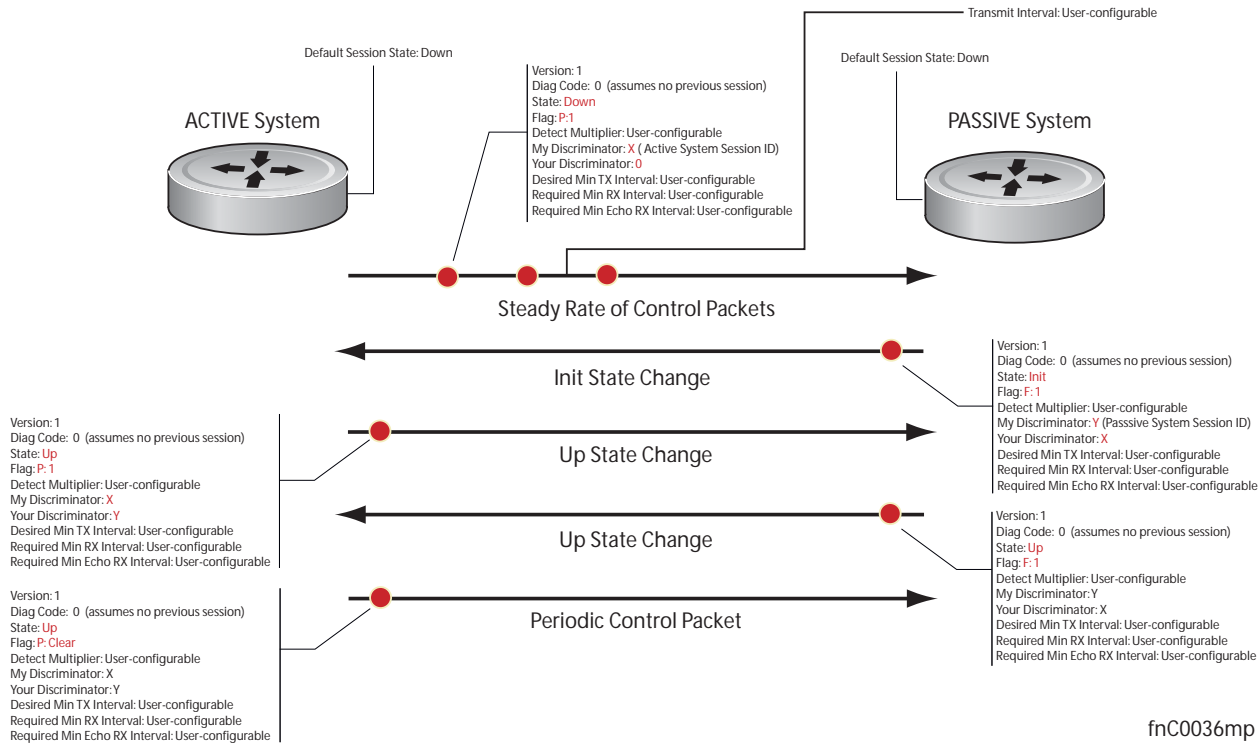 Transmit Interval: User-configurable
Default Session State: Down
Default Session State: Down
ACTIVE System
PASSIVE System
Version: 1
Diag Code: 0 (assumes no previous session)
State: Down
Flag: P:1
Detect Multiplier: User-configurable
My Discriminator: X ( Active System Session ID)
Your Discriminator: 0
Desired Min TX Interval: User-configurable
Required Min RX Interval: User-configurable
Required Min Echo RX Interval: User-configurable
Steady Rate of Control Packets
Init State Change
Version: 1
Diag Code: 0 (assumes no previous session)
State: Init
Flag: F: 1
Detect Multiplier: User-configurable
My Discriminator: Y (Passsive System Session ID)
Your Discriminator: X
Desired Min TX Interval: User-configurable
Required Min RX Interval: User-configurable
Required Min Echo RX Interval: User-configurable
Version: 1
Diag Code: 0 (assumes no previous session)
State: Up
Flag: P: 1
Detect Multiplier: User-configurable
My Discriminator: X
Your Discriminator: Y
Desired Min TX Interval: User-configurable
Required Min RX Interval: User-configurable
Required Min Echo RX Interval: User-configurable
Up State Change
Up State Change
Version: 1
Diag Code: 0 (assumes no previous session)
State: Up
Flag: F: 1
Detect Multiplier: User-configurable
My Discriminator: Y
Your Discriminator: X
Desired Min TX Interval: User-configurable
Required Min RX Interval: User-configurable
Required Min Echo RX Interval: User-configurable
Version: 1
Diag Code: 0 (assumes no previous session)
State: Up
Flag: P: Clear
Detect Multiplier: User-configurable
My Discriminator: X
Your Discriminator: Y
Desired Min TX Interval: User-configurable
Required Min RX Interval: User-configurable
Required Min Echo RX Interval: User-configurable
Periodic Control Packet
fnC0036mp